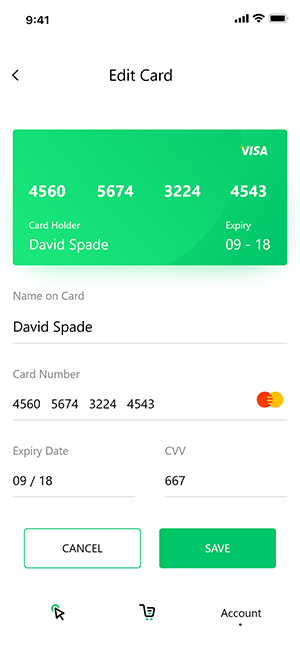 9:41
Edit Card
VISA
4560 5674 3224 4543
Card Holder Expiry
David Spade 09 - 18
Name on Card
David Spade
Card Number
4560 5674 3224 4543
Expiry Date CVV
09 / 18 667
CANCEL SAVE
Account